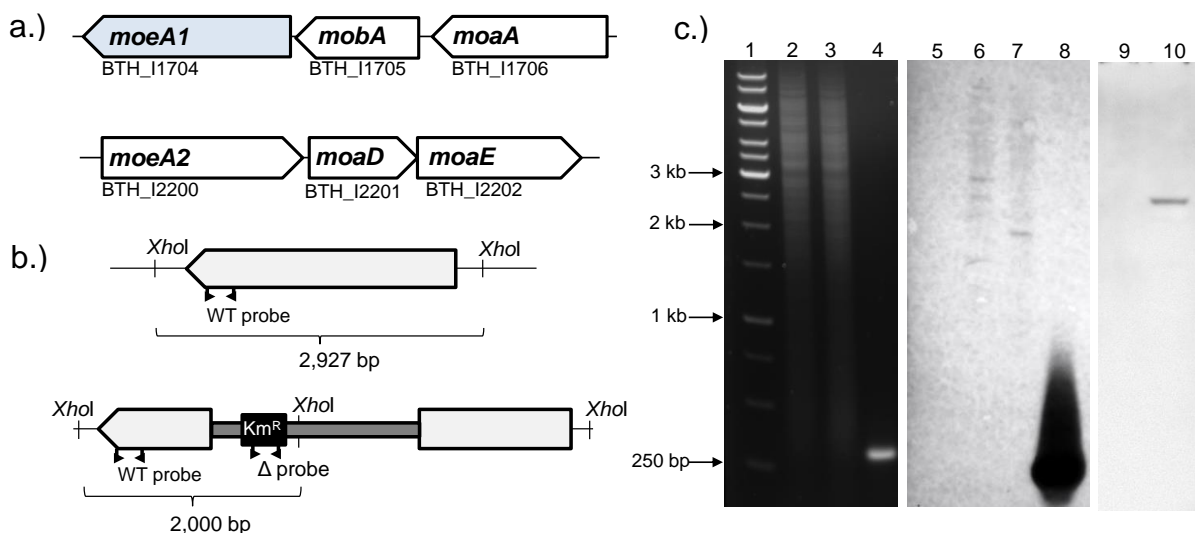 a.)
moeA1 mobA moaA
BTH_I1704 BTH_I1705 BTH_I1706
moeA2 moaD moaE
BTH_I2200 BTH_I2201 BTH_I2202
b.)
XhoI XhoI
WT probe
2,927 bp
XhoI XhoI XhoI
KmR
WT probe Δ probe
2,000 bp
c.)
1 2 3 4 5 6 7 8 9 10
3 kb
2 kb
1 kb
250 bp